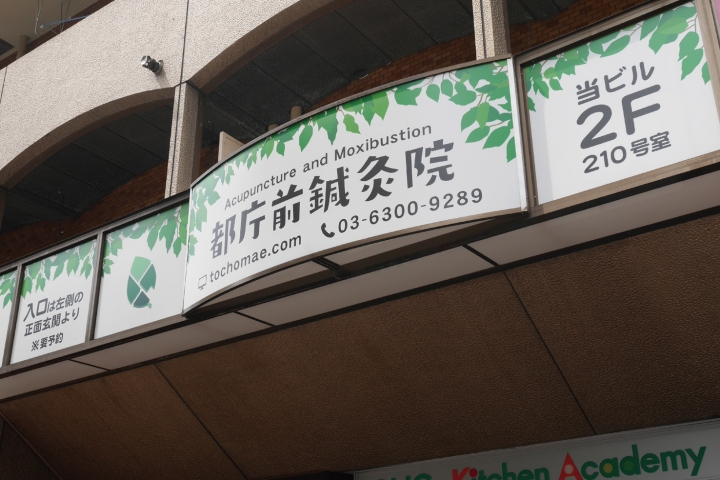 入口は左側の
正面玄関より
※要予約
Acupuncture and Moxibustion
都庁前鍼灸院
tochomae.com 03-6300-9289
当ビル
2F
210号室
Kitchen Academy